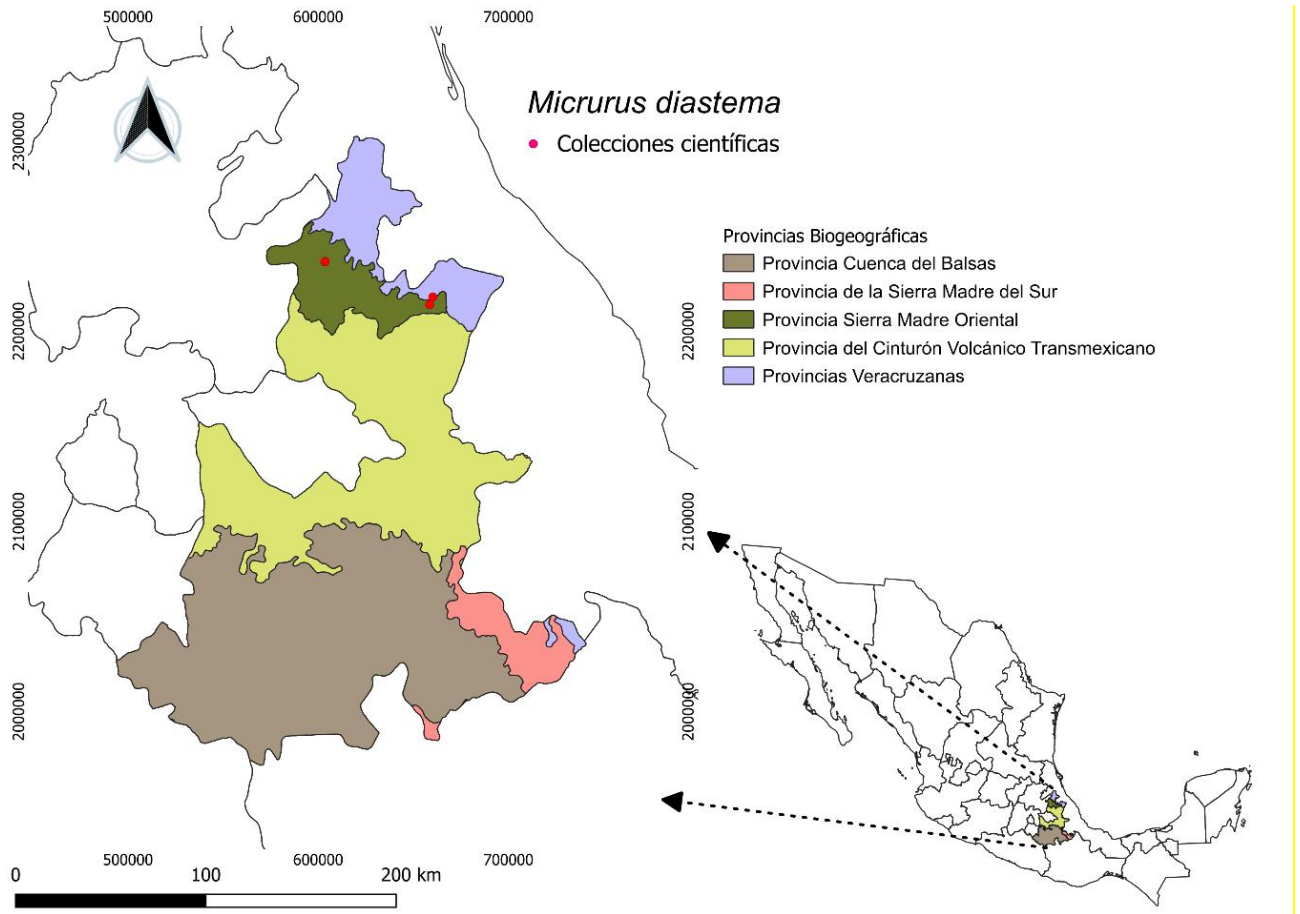 500000 600000 700000
Micrurus diastema
Colecciones científicas
2300000
2200000
2100000
2000000
2200000
2100000
2000000
Provincias Biogeográficas
Provincia Cuenca del Balsas
Provincia de la Sierra Madre del Sur
Provincia Sierra Madre Oriental
Provincia del Cinturón Volcánico Transmexicano
Provincias Veracruzanas
500000 600000 700000
0 100 200 km